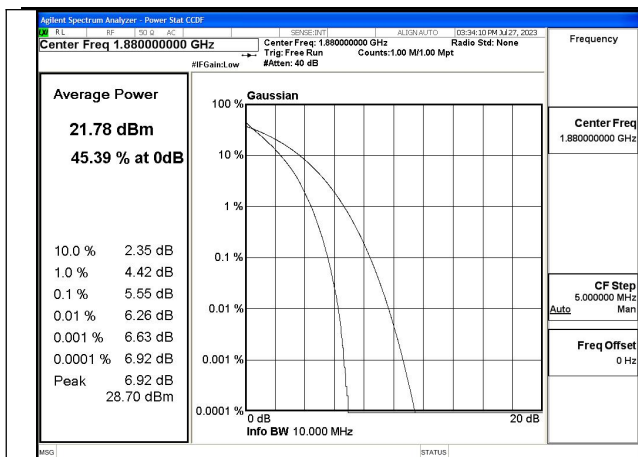 Agilent Spectrum Analyzer - Power Stat CCDF
RL RF 50 Ω AC SENSE:INT ALIGN AUTO 03:34:10 PM Jul 27, 2023
Center Freq 1.880000000 GHz
Center Freq: 1.880000000 GHz Radio Std: None
Trig: Free Run Counts:1.00 M/1.00 Mpt
#IFGain:Low #Atten: 40 dB
Frequency
Average Power
21.78 dBm
45.39 % at 0dB
10.0 % 2.35 dB
1.0 % 4.42 dB
0.1 % 5.55 dB
0.01 % 6.26 dB
0.001 % 6.63 dB
0.0001 % 6.92 dB
Peak 6.92 dB
28.70 dBm
Gaussian
100 %
10 %
1 %
0.1 %
0.01 %
0.001 %
0.0001 %
0 dB 20 dB
Info BW 10.000 MHz
Center Freq
1.880000000 GHz
CF Step
5.000000 MHz
Auto Man
Freq Offset
0 Hz
MSG STATUS